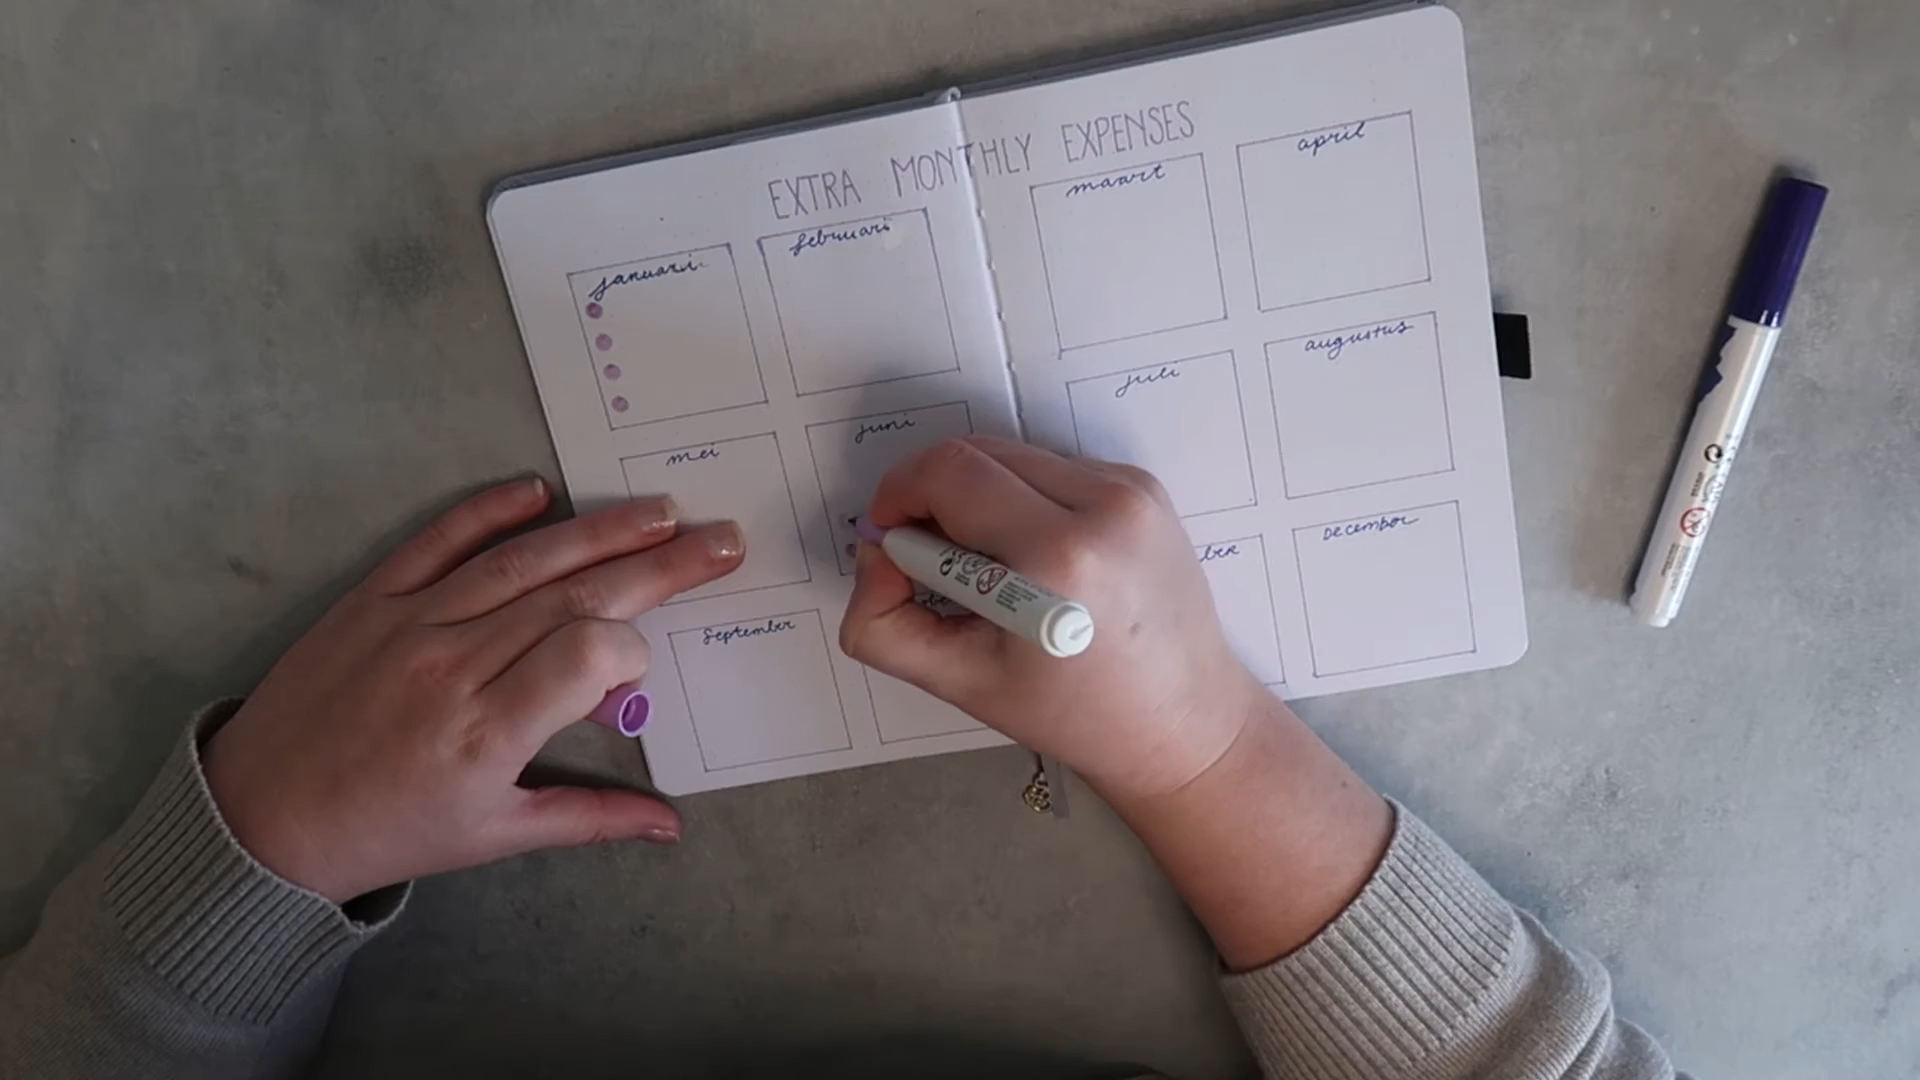 EXTRA MONTHLY EXPENSES
januari
februari
maart
april
mei
juni
juli
augustus
september
december